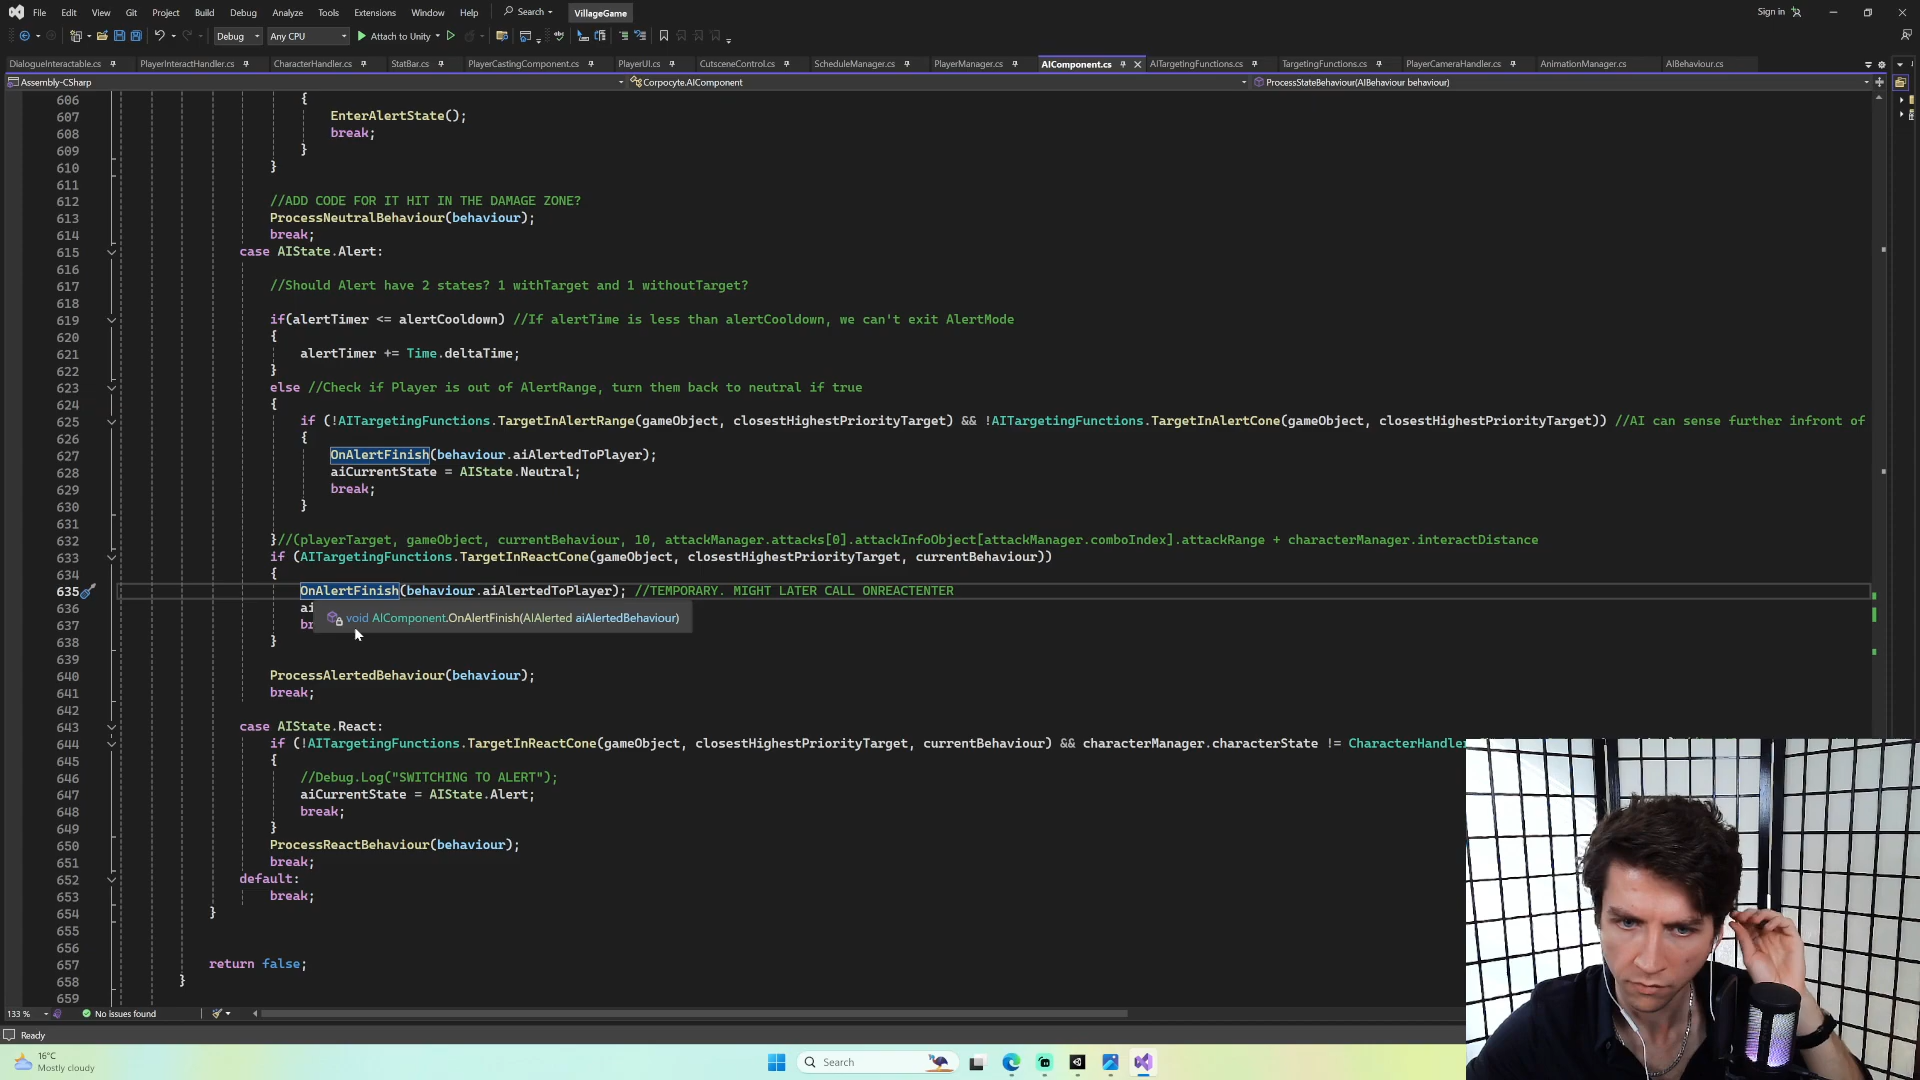 File Edit View Git Project Build Debug Analyze Tools Extensions Window Help Search VillageGame Sign in
Debug Any CPU Attach to Unity
DialogueInteractable.cs PlayerInteractHandler.cs CharacterHandler.cs StatBar.cs PlayerCastingComponent.cs PlayerUI.cs CutsceneControl.cs ScheduleManager.cs PlayerManager.cs AIComponent.cs AITargetingFunctions.cs TargetingFunctions.cs PlayerCameraHandler.cs AnimationManager.cs AIBehaviour.cs
Assembly-CSharp Corpocyte.AIComponent ProcessStateBehaviour(AIBehaviour behaviour)
606 {
607 EnterAlertState();
608 break;
609 }
610 }
611
612 //ADD CODE FOR IT HIT IN THE DAMAGE ZONE?
613 ProcessNeutralBehaviour(behaviour);
614 break;
615 case AIState.Alert:
616
617 //Should Alert have 2 states? 1 withTarget and 1 withoutTarget?
618
619 if(alertTimer <= alertCooldown) //If alertTime is less than alertCooldown, we can't exit AlertMode
620 {
621 alertTimer += Time.deltaTime;
622 }
623 else //Check if Player is out of AlertRange, turn them back to neutral if true
624 {
625 if (!AITargetingFunctions.TargetInAlertRange(gameObject, closestHighestPriorityTarget) && !AITargetingFunctions.TargetInAlertCone(gameObject, closestHighestPriorityTarget)) //AI can sense further infront of
626 {
627 OnAlertFinish(behaviour.aiAlertedToPlayer);
628 aiCurrentState = AIState.Neutral;
629 break;
630 }
631
632 }//(playerTarget, gameObject, currentBehaviour, 10, attackManager.attacks[0].attackInfoObject[attackManager.comboIndex].attackRange + characterManager.interactDistance
633 if (AITargetingFunctions.TargetInReactCone(gameObject, closestHighestPriorityTarget, currentBehaviour))
634 {
635 OnAlertFinish(behaviour.aiAlertedToPlayer); //TEMPORARY. MIGHT LATER CALL ONREACTENTER
636 ai
void AIComponent.OnAlertFinish(AIAlerted aiAlertedBehaviour)
637 br
638 }
639
640 ProcessAlertedBehaviour(behaviour);
641 break;
642
643 case AIState.React:
644 if (!AITargetingFunctions.TargetInReactCone(gameObject, closestHighestPriorityTarget, currentBehaviour) && characterManager.characterState != CharacterHandler
645 {
646 //Debug.Log("SWITCHING TO ALERT");
647 aiCurrentState = AIState.Alert;
648 break;
649 }
650 ProcessReactBehaviour(behaviour);
651 break;
652 default:
653 break;
654 }
655
656
657 return false;
658 }
659
133 % No issues found
Ready
16°C
Mostly cloudy
Search